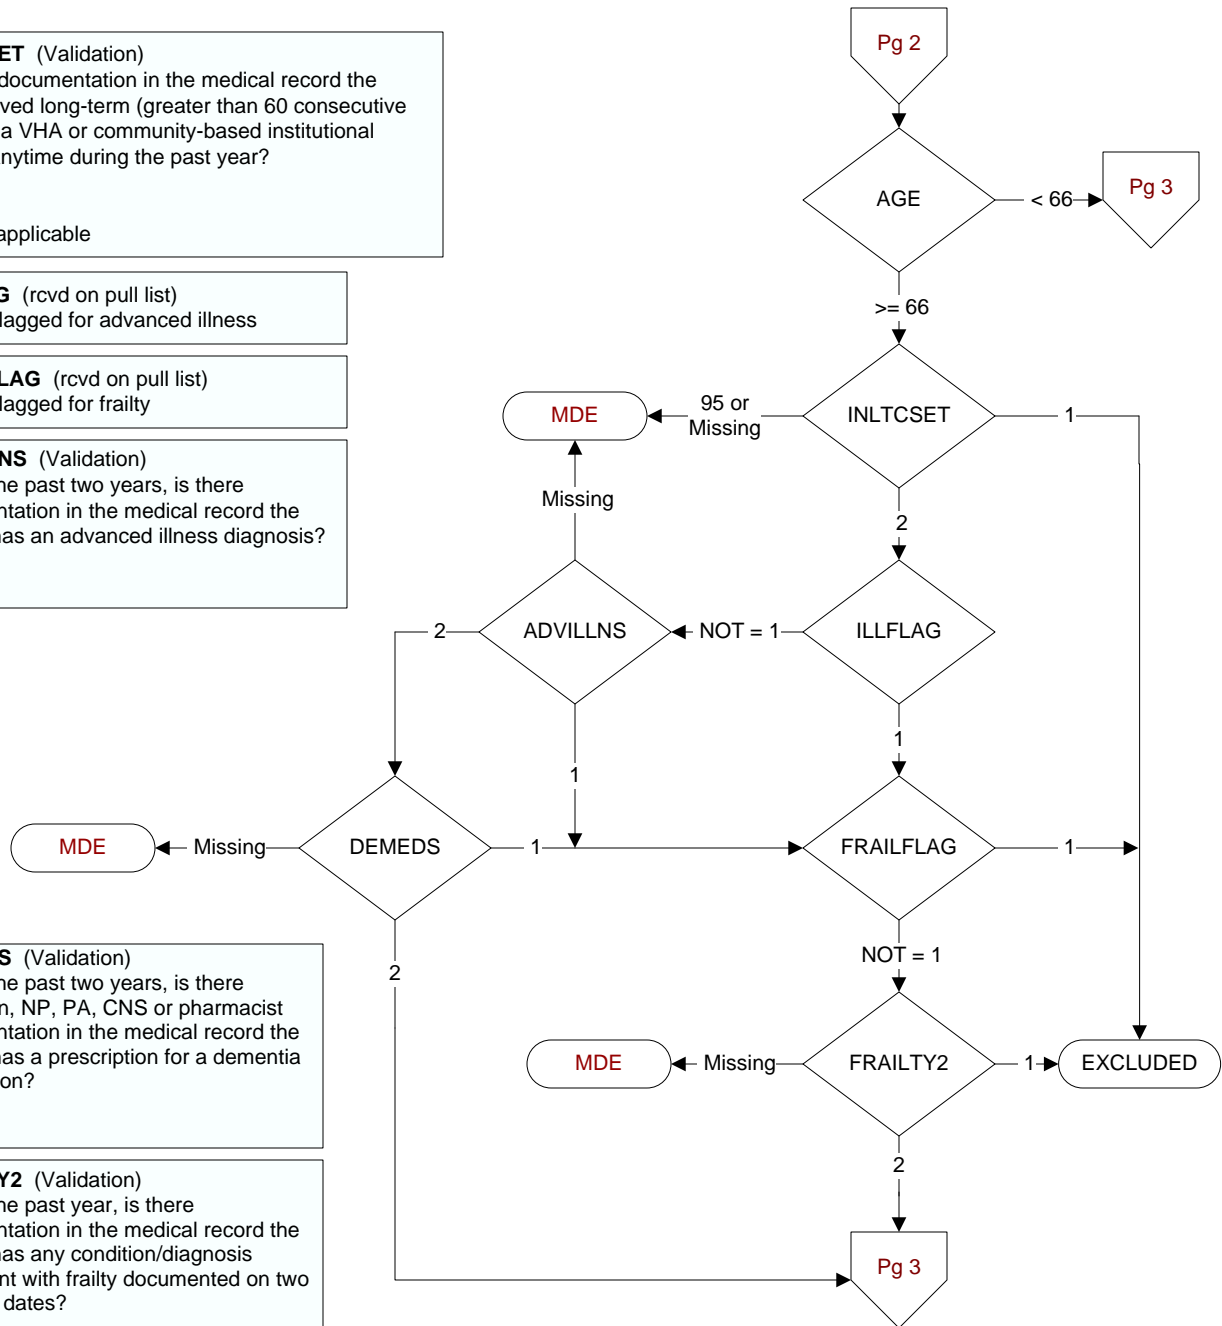 ET (Validation)
documentation in the medical record the
ved long-term (greater than 60 consecutive
a VHA or community-based institutional
nytime during the past year?
applicable
G (rcvd on pull list)
lagged for advanced illness
LAG (rcvd on pull list)
lagged for frailty
NS (Validation)
he past two years, is there
ntation in the medical record the
has an advanced illness diagnosis?
S (Validation)
he past two years, is there
n, NP, PA, CNS or pharmacist
ntation in the medical record the
has a prescription for a dementia
on?
Y2 (Validation)
he past year, is there
ntation in the medical record the
has any condition/diagnosis
nt with frailty documented on two
dates?
Pg 2
AGE
< 66
Pg 3
>= 66
MDE
95 or
Missing
INLTCSET
1
Missing
2
2
ADVILLNS
NOT = 1
ILLFLAG
1
1
MDE
Missing
DEMEDS
1
FRAILFLAG
1
2
NOT = 1
MDE
Missing
FRAILTY2
1
EXCLUDED
2
Pg 3